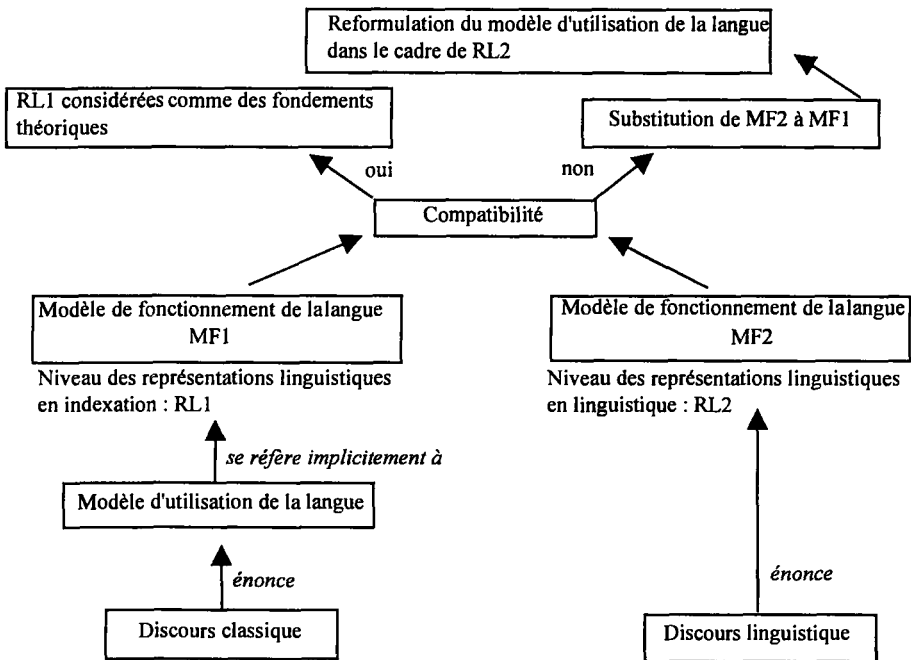 Reformulation du modèle d'utilisation de la langue
dans le cadre de RL2
RL1 considérées comme des fondements
théoriques
Substitution de MF2 à MF1
oui
non
Compatibilité
Modèle de fonctionnement de lalangue
MF1
Modèle de fonctionnement de lalangue
MF2
Niveau des représentations linguistiques
en indexation : RL1
Niveau des représentations linguistiques
en linguistique : RL2
se réfère implicitement à
Modèle d'utilisation de la langue
énonce
énonce
Discours classique
Discours linguistique